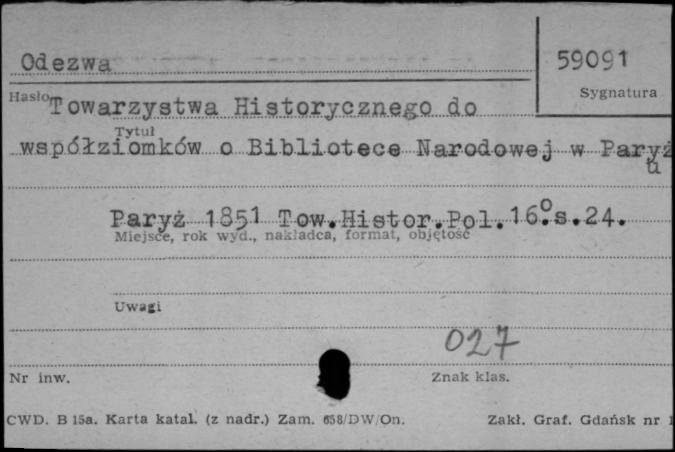 Odezwa
59091
Hasło
Sygnatura
Towarzystwa Historycznego do
Tytuł
współziomków o Bibliotece Narodowej w Paryż
u
Paryż 1851 Tow.Histor.Pol. 16°.s.24.
Miejsce, rok wyd., nakładca, format, objętość
Uwagi
027
Nr inw.
Znak klas.
CWD. B 15a. Karta katal. (z nadr.) Zam. 658/DW/On.
Zakł. Graf. Gdańsk nr 1